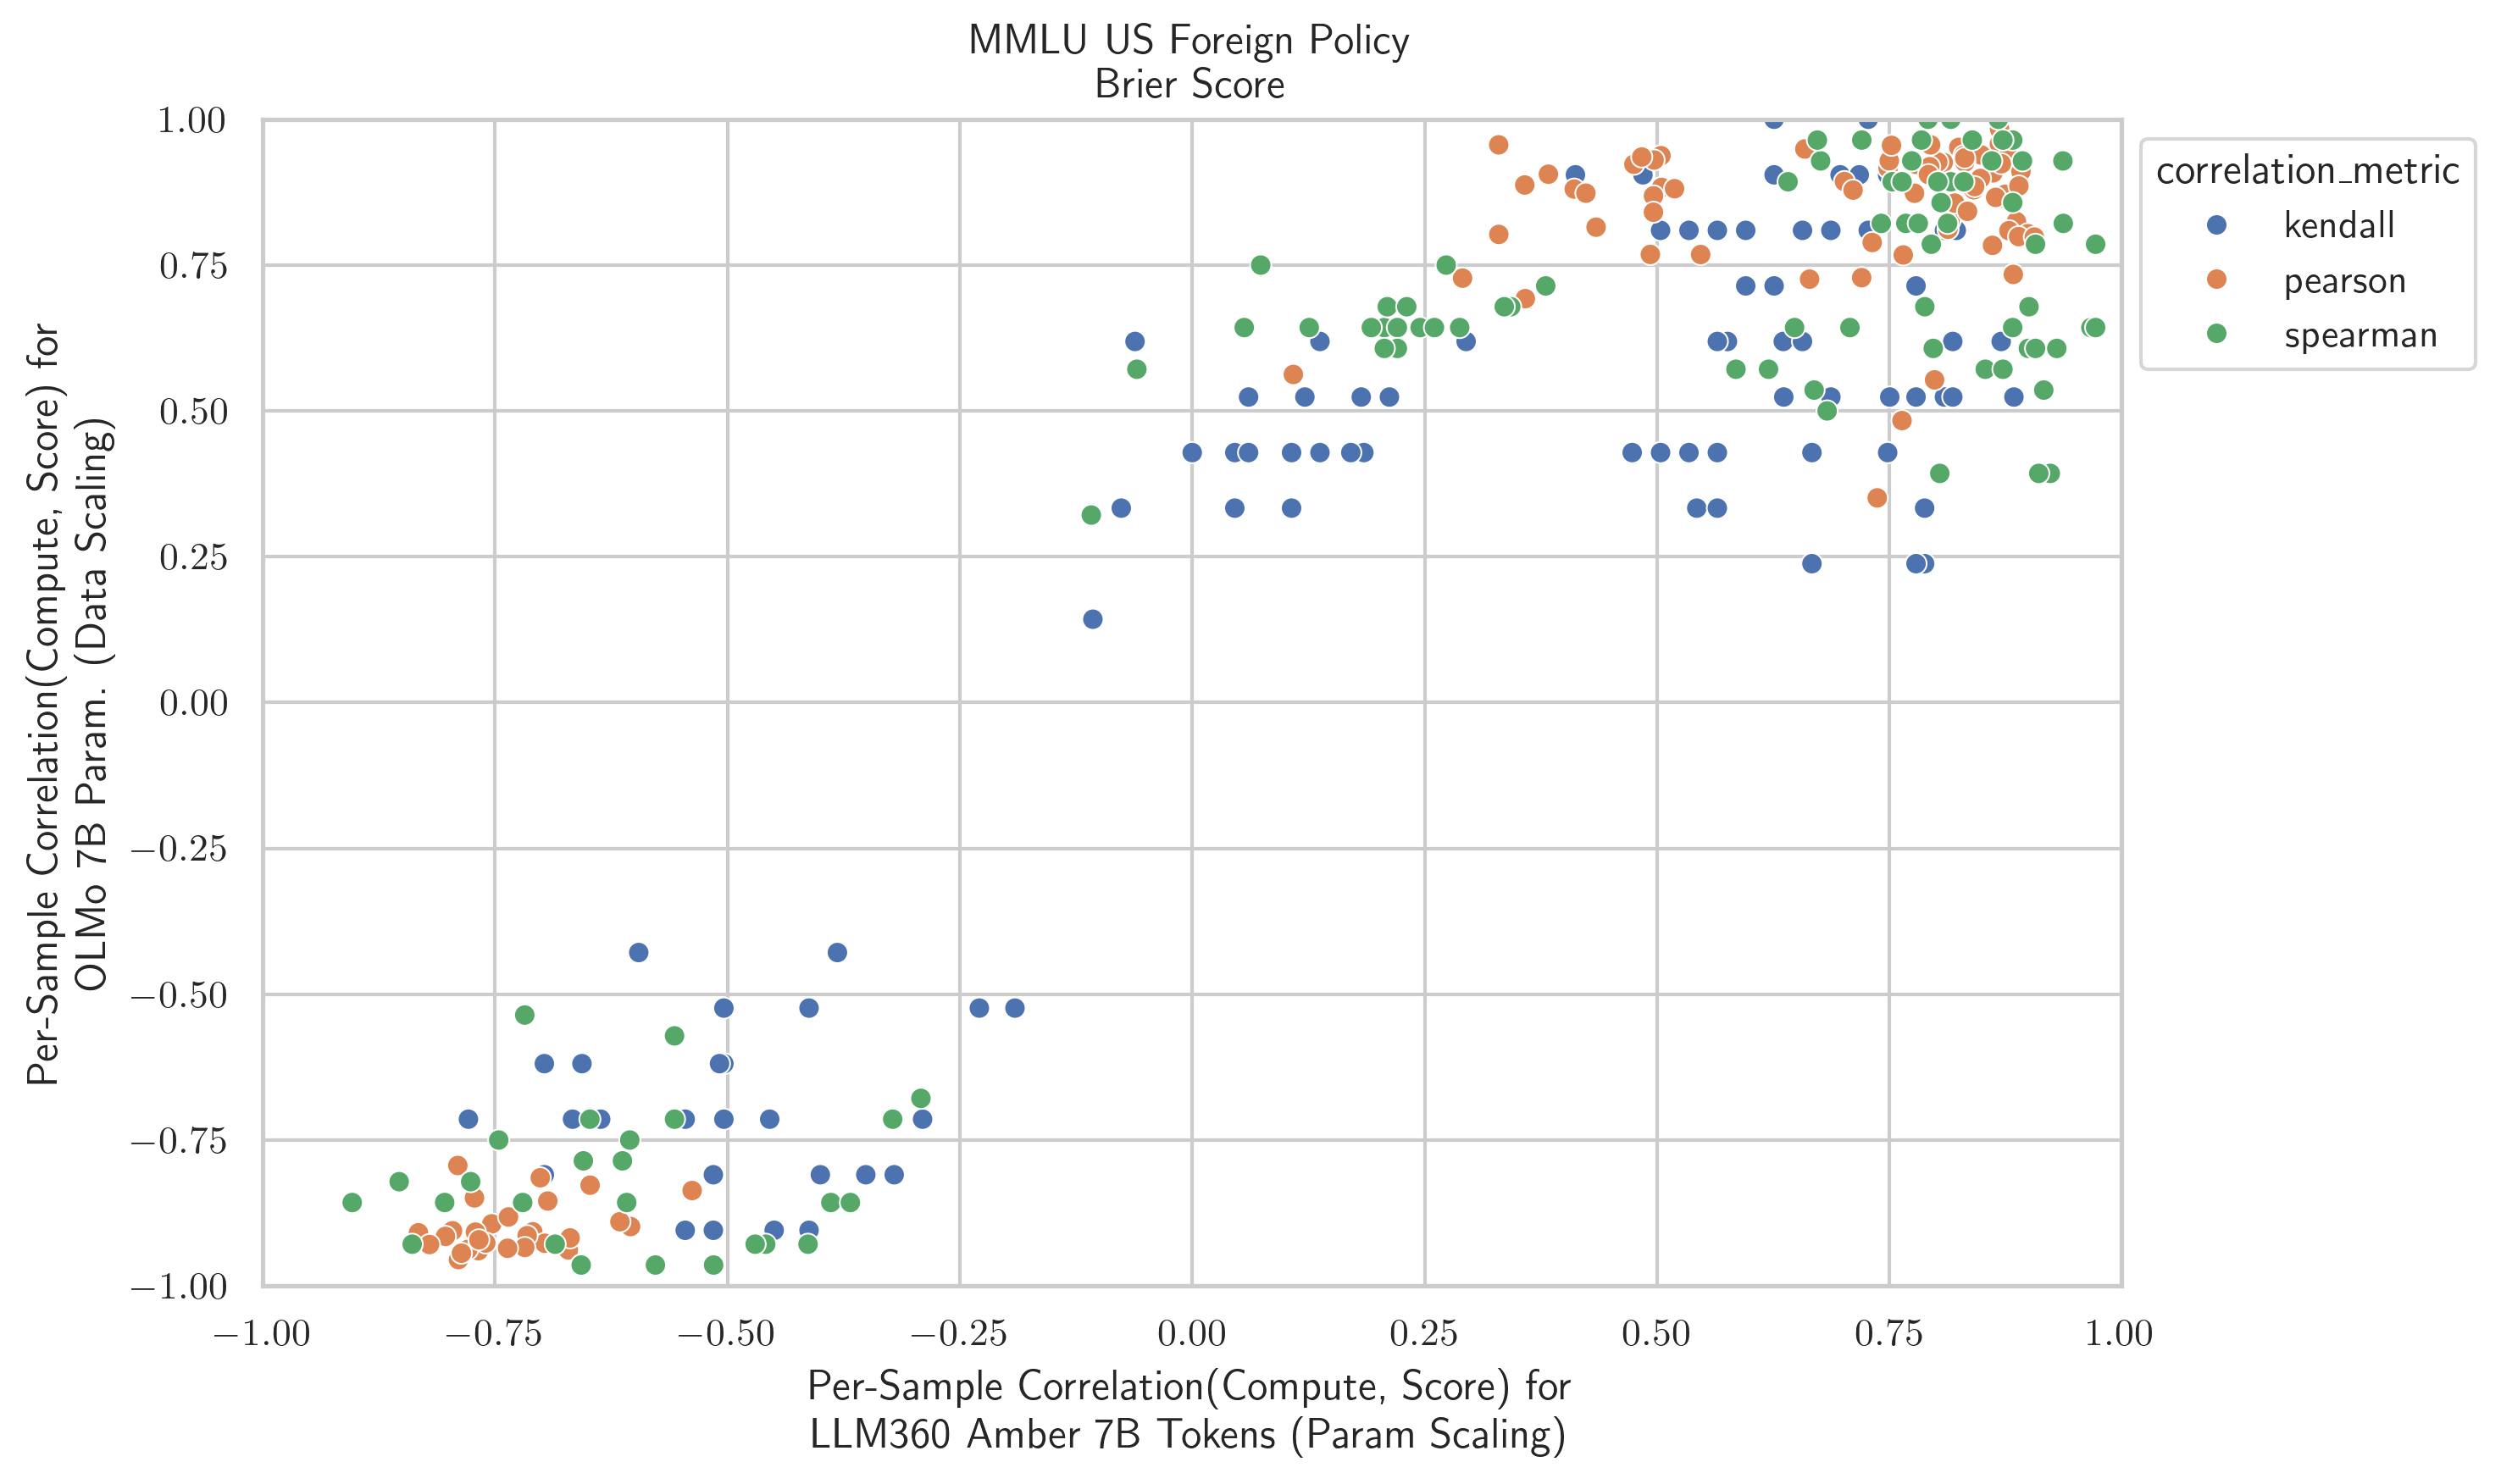 MMLU US Foreign Policy
Brier Score
Per-Sample Correlation(Compute, Score) for
OLMo 7B Param. (Data Scaling)
1.00
0.75
0.50
0.25
0.00
−0.25
−0.50
−0.75
−1.00
−1.00 −0.75 −0.50 −0.25 0.00 0.25 0.50 0.75 1.00
Per-Sample Correlation(Compute, Score) for
LLM360 Amber 7B Tokens (Param Scaling)
correlation_metric
kendall
pearson
spearman